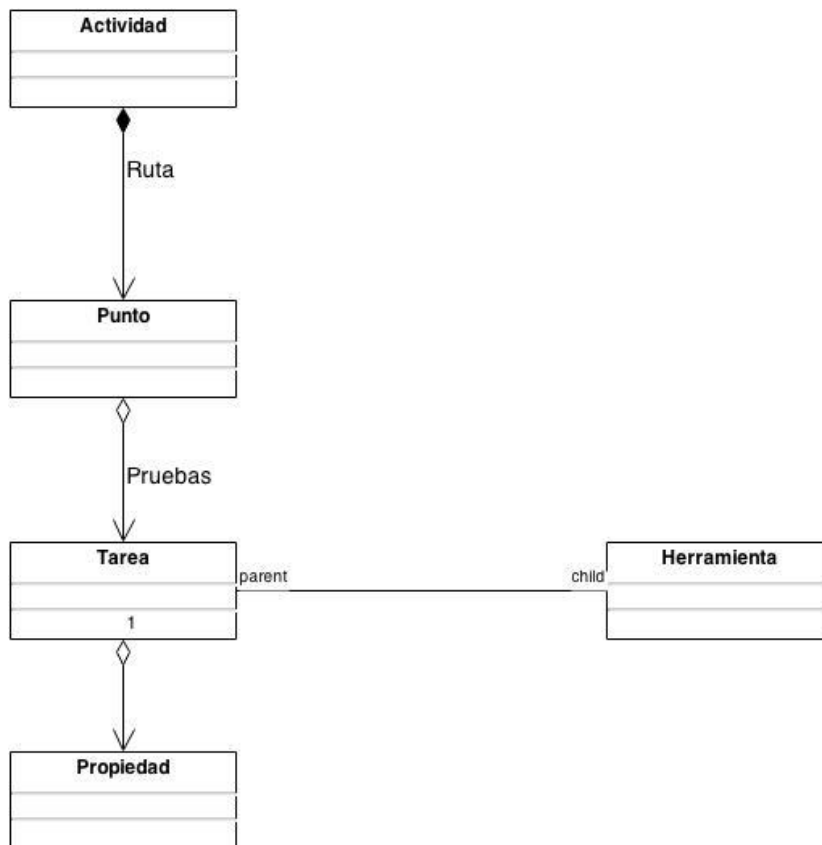 Actividad
Ruta
Punto
Pruebas
Tarea
parent
child
Herramienta
1
Propiedad